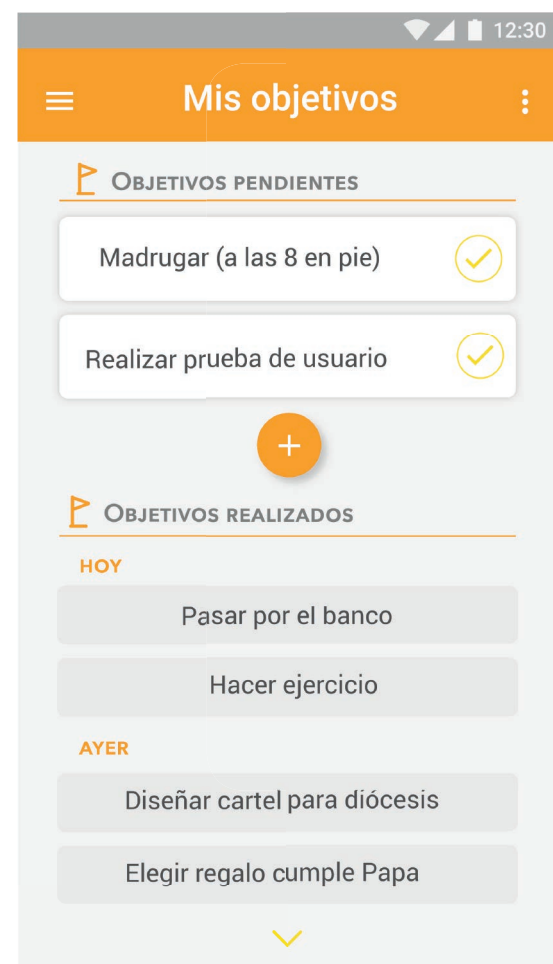 12:30
Mis objetivos
OBJETIVOS PENDIENTES
Madrugar (a las 8 en pie)
Realizar prueba de usuario
+
OBJETIVOS REALIZADOS
HOY
Pasar por el banco
Hacer ejercicio
AYER
Diseñar cartel para diócesis
Elegir regalo cumple Papa